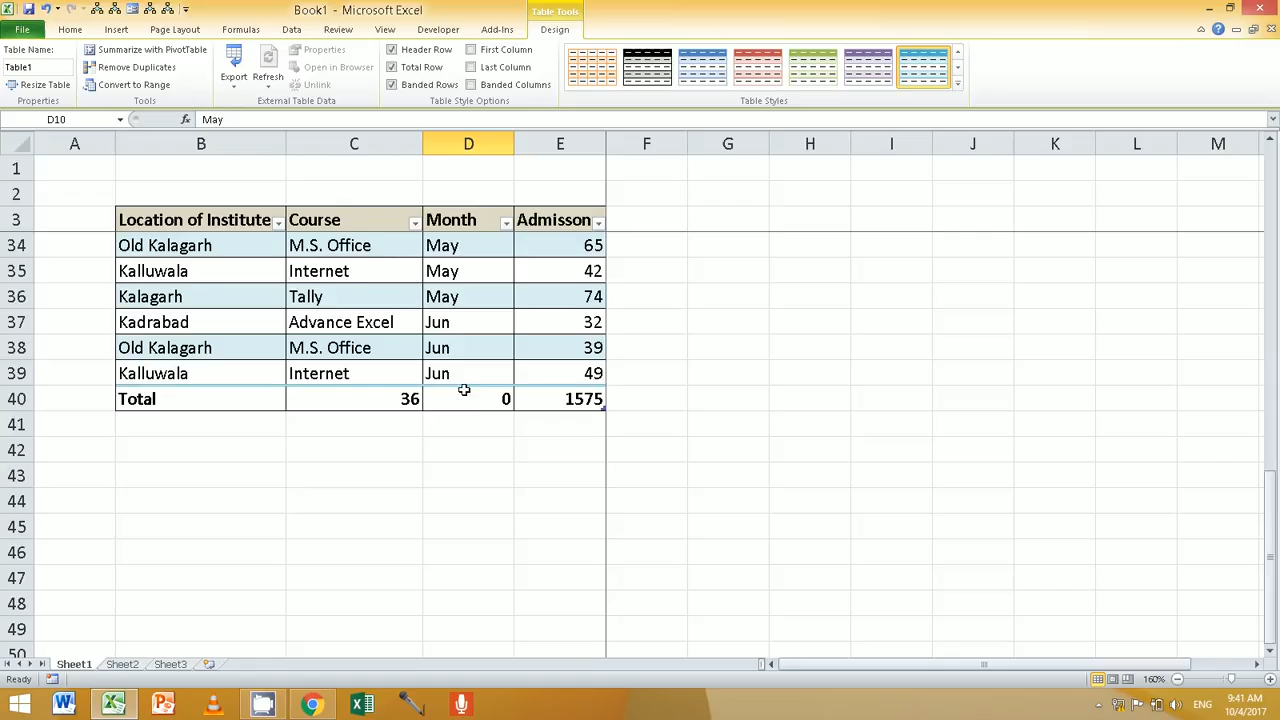 Book1 - Microsoft Excel
Table Tools
File Home Insert Page Layout Formulas Data Review View Developer Add-Ins Design
Table Name:
Table1
Resize Table
Properties
Summarize with PivotTable
Remove D
Convert to
Tools
Export Refresh
Properties
Open in Browser
Unlink
External Table Data
Header Row First Column
Total Row Last Column
Banded Rows Banded Columns
Table Style Options
Table Styles
D10 fx May
A B C D E F G H I J K L M
1
2
3 Location of Institute Course Month Admisson
34 Old Kalagarh M.S. Office May 65
35 Kalluwala Internet May 42
36 Kalagarh Tally May 74
37 Kadrabad Advance Excel Jun 32
38 Old Kalagarh M.S. Office Jun 39
39 Kalluwala Internet Jun 49
40 Total 36 0 1575
41
42
43
44
45
46
47
48
49
50
Sheet1 Sheet2 Sheet3
Ready 160%
ENG 9:41 AM
10/4/2017